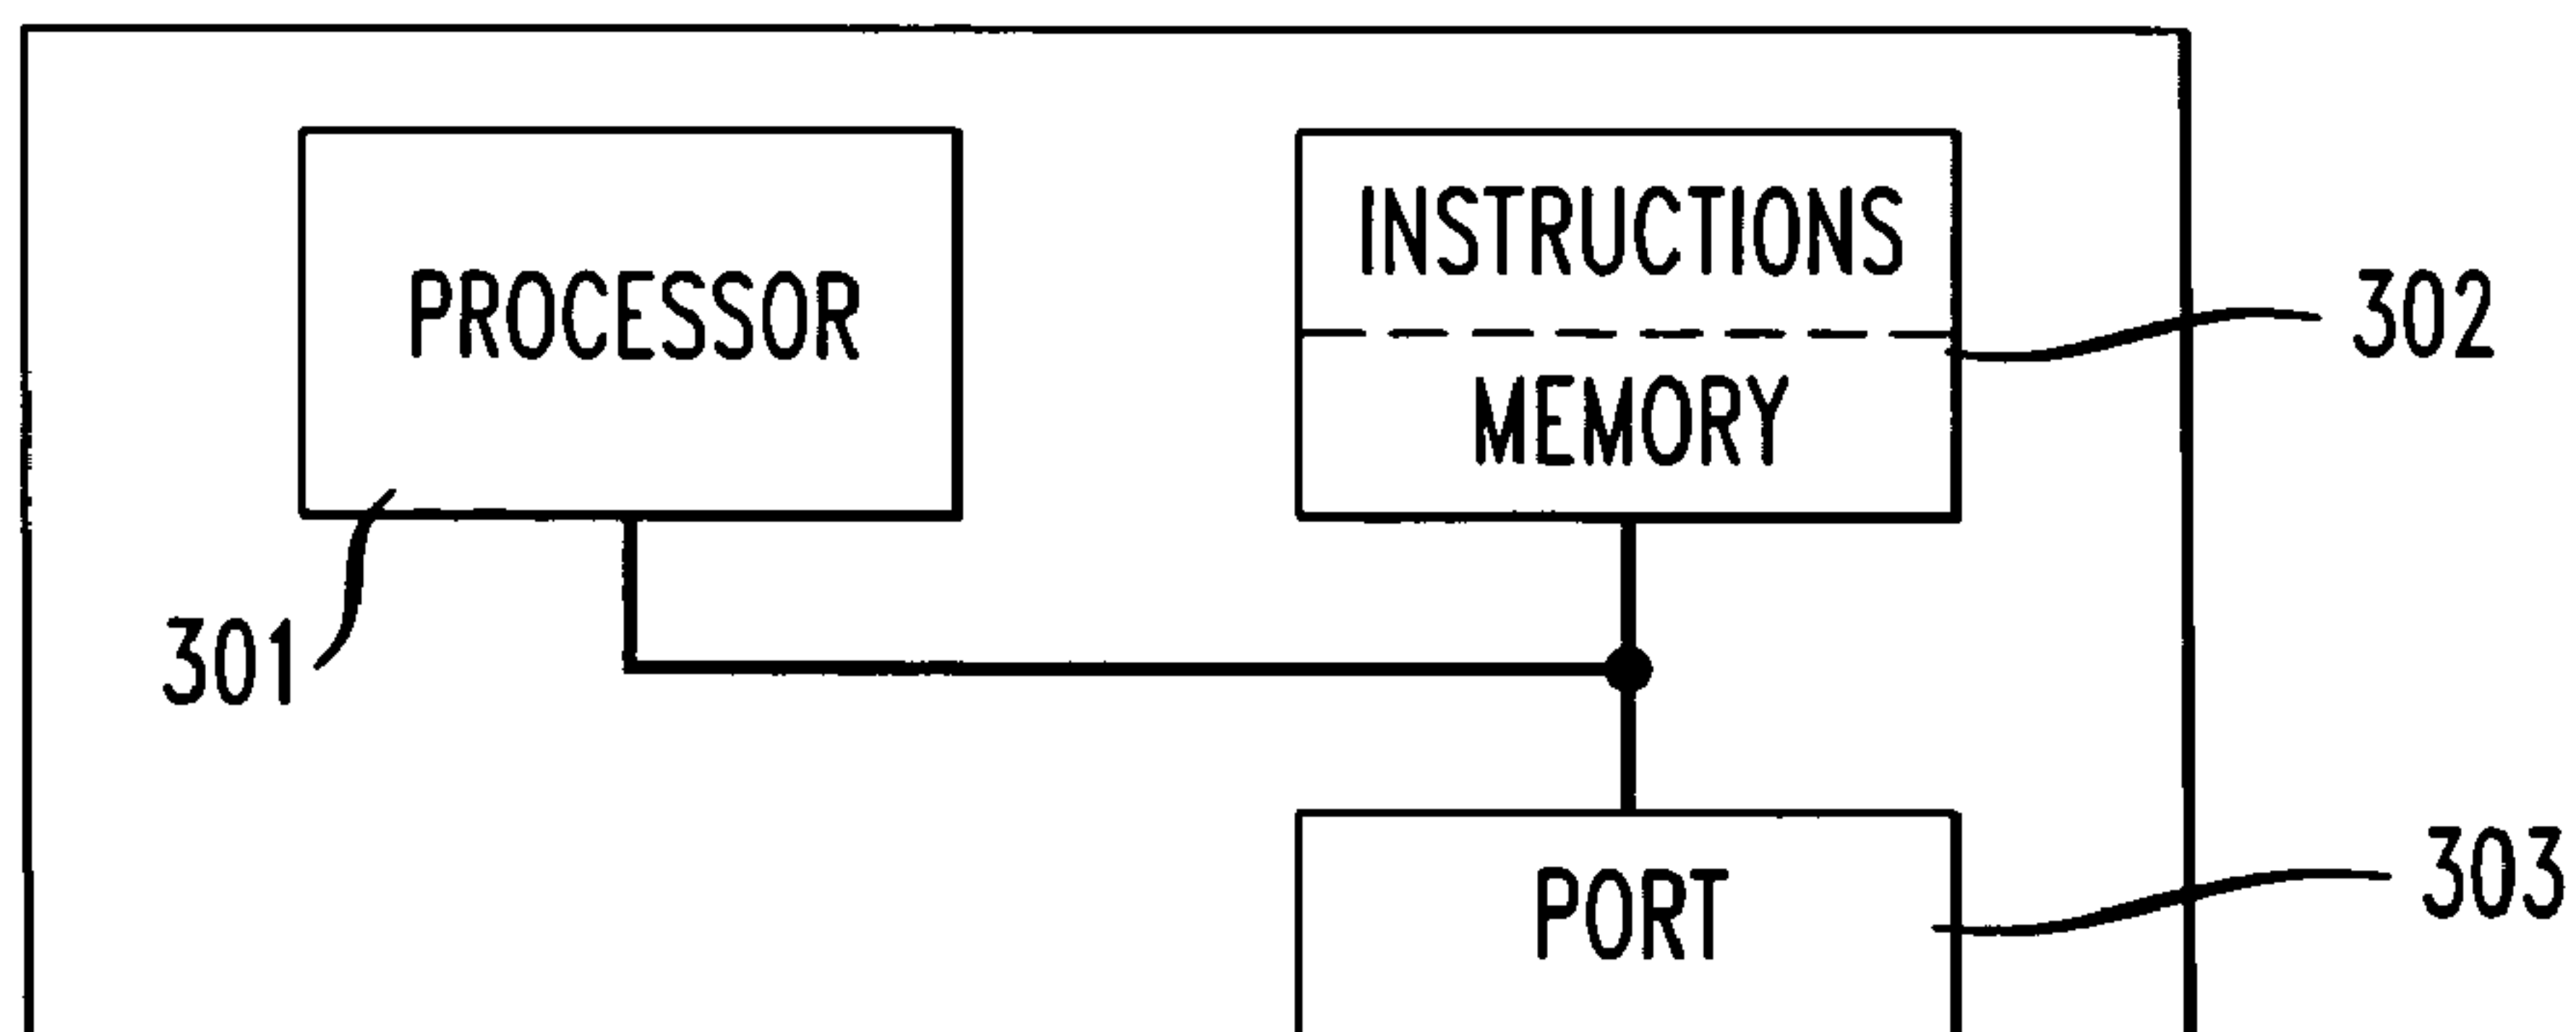 PROCESSOR
INSTRUCTIONS
MEMORY
302
301
PORT
303